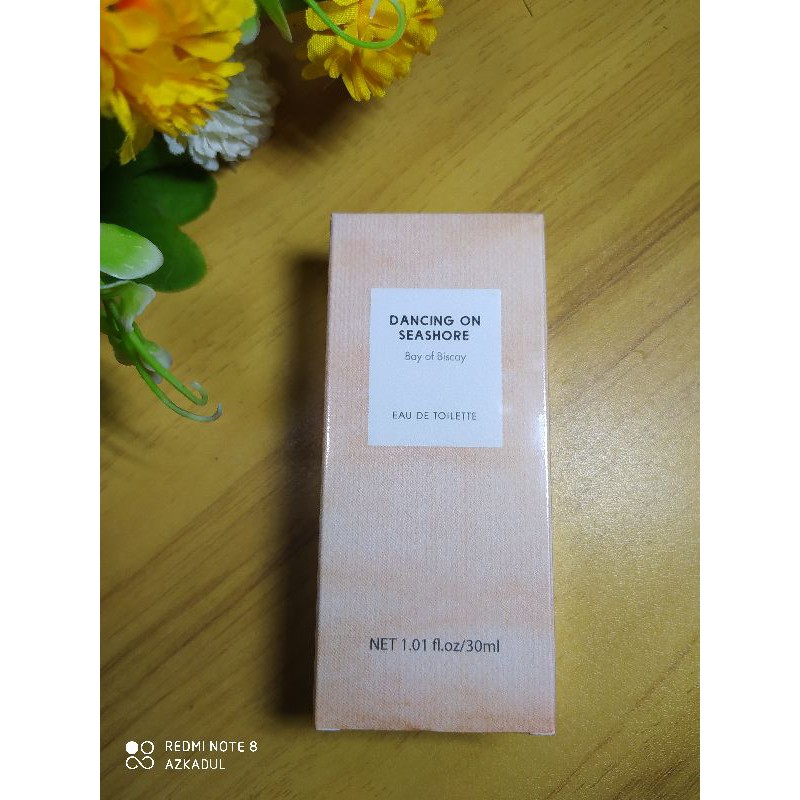 DANCING ON
SEASHORE
Bay of Biscay
EAU DE TOILETTE
NET 1.01 fl.oz/30ml
REDMI NOTE 8
AZKADUL